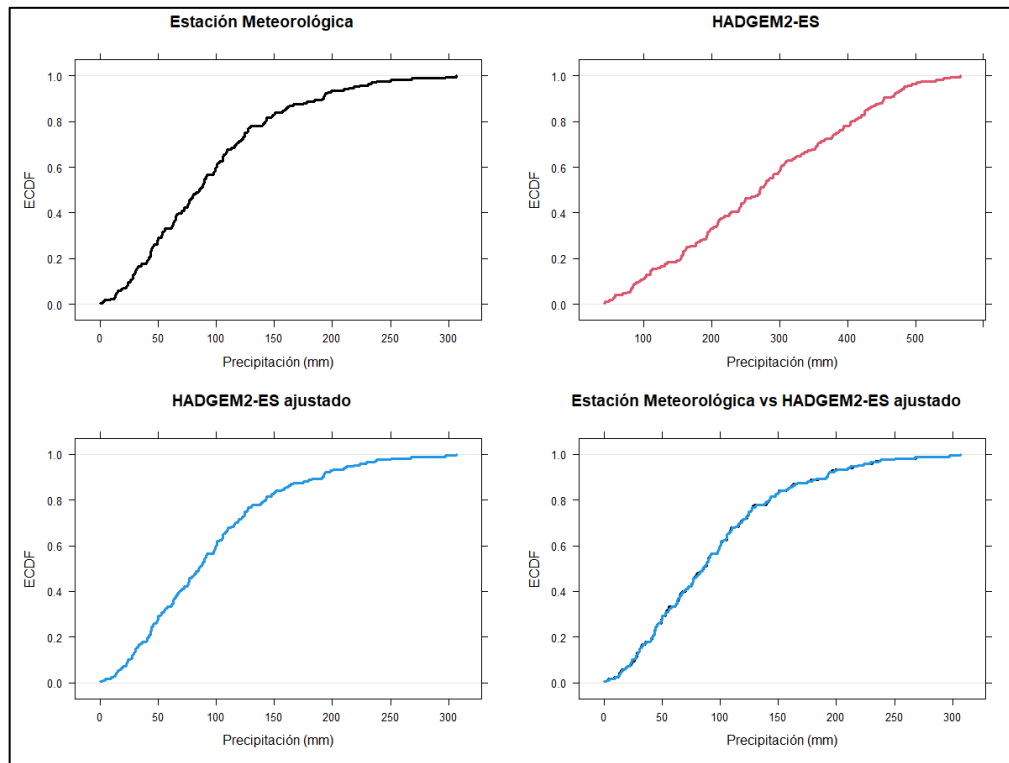 Estación Meteorológica
ECDF
1.0
0.8
0.6
0.4
0.2
0.0
0 50 100 150 200 250 300
Precipitación (mm)
HADGEM2-ES
ECDF
1.0
0.8
0.6
0.4
0.2
0.0
100 200 300 400 500
Precipitación (mm)
HADGEM2-ES ajustado
ECDF
1.0
0.8
0.6
0.4
0.2
0.0
0 50 100 150 200 250 300
Precipitación (mm)
Estación Meteorológica vs HADGEM2-ES ajustado
ECDF
1.0
0.8
0.6
0.4
0.2
0.0
0 50 100 150 200 250 300
Precipitación (mm)